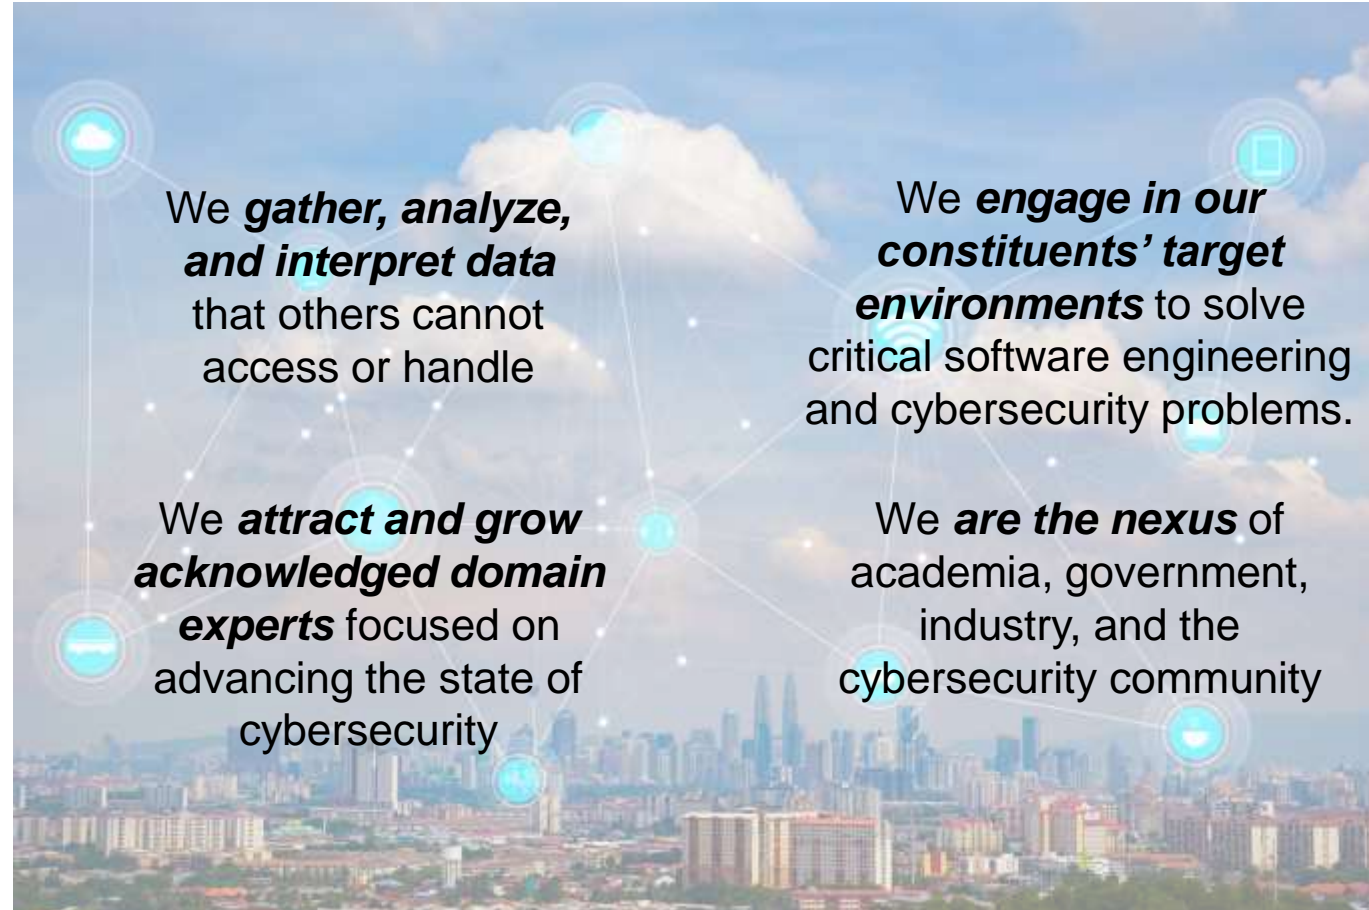 We gather, analyze,
and interpret data
that others cannot
access or handle
We engage in our
constituents’ target
environments to solve
critical software engineering
and cybersecurity problems.
We attract and grow
acknowledged domain
experts focused on
advancing the state of
cybersecurity
We are the nexus of
academia, government,
industry, and the
cybersecurity community